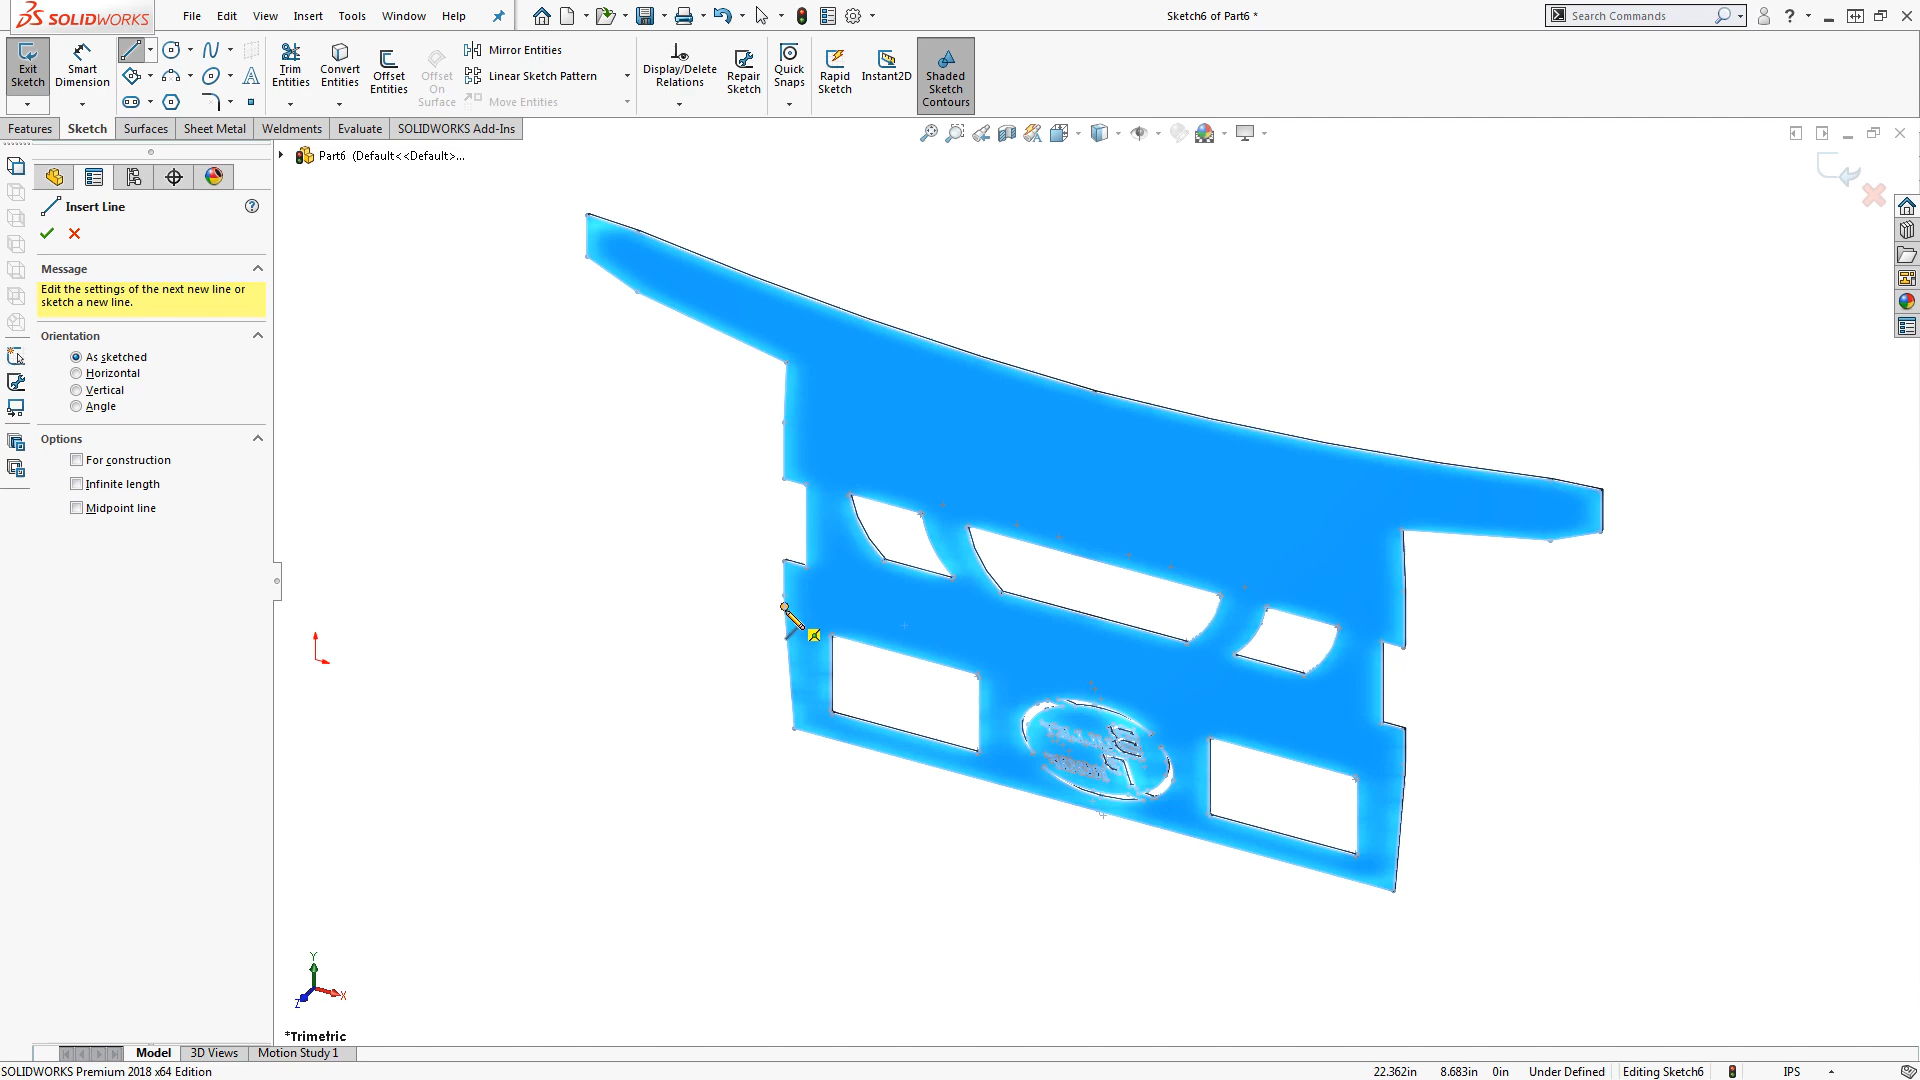 SOLIDWORKS
File Edit View Insert Tools Window Help
Sketch6 of Part6 *
Search Commands
Exit Sketch
Smart Dimension
Trim Entities
Convert Entities
Offset Entities
Offset On Surface
Mirror Entities
Linear Sketch Pattern
Move Entities
Display/Delete Relations
Repair Sketch
Quick Snaps
Rapid Sketch
Instant2D
Shaded Sketch Contours
Features Sketch Surfaces Sheet Metal Weldments Evaluate SOLIDWORKS Add-Ins
Part6 (Default<<Default>...
Insert Line
Message
Edit the settings of the next new line or
sketch a new line.
Orientation
As sketched
Horizontal
Vertical
Angle
Options
For construction
Infinite length
Midpoint line
Y
X
Z
*Trimetric
Model 3D Views Motion Study 1
SOLIDWORKS Premium 2018 x64 Edition
22.362in 8.683in 0in Under Defined Editing Sketch6 IPS